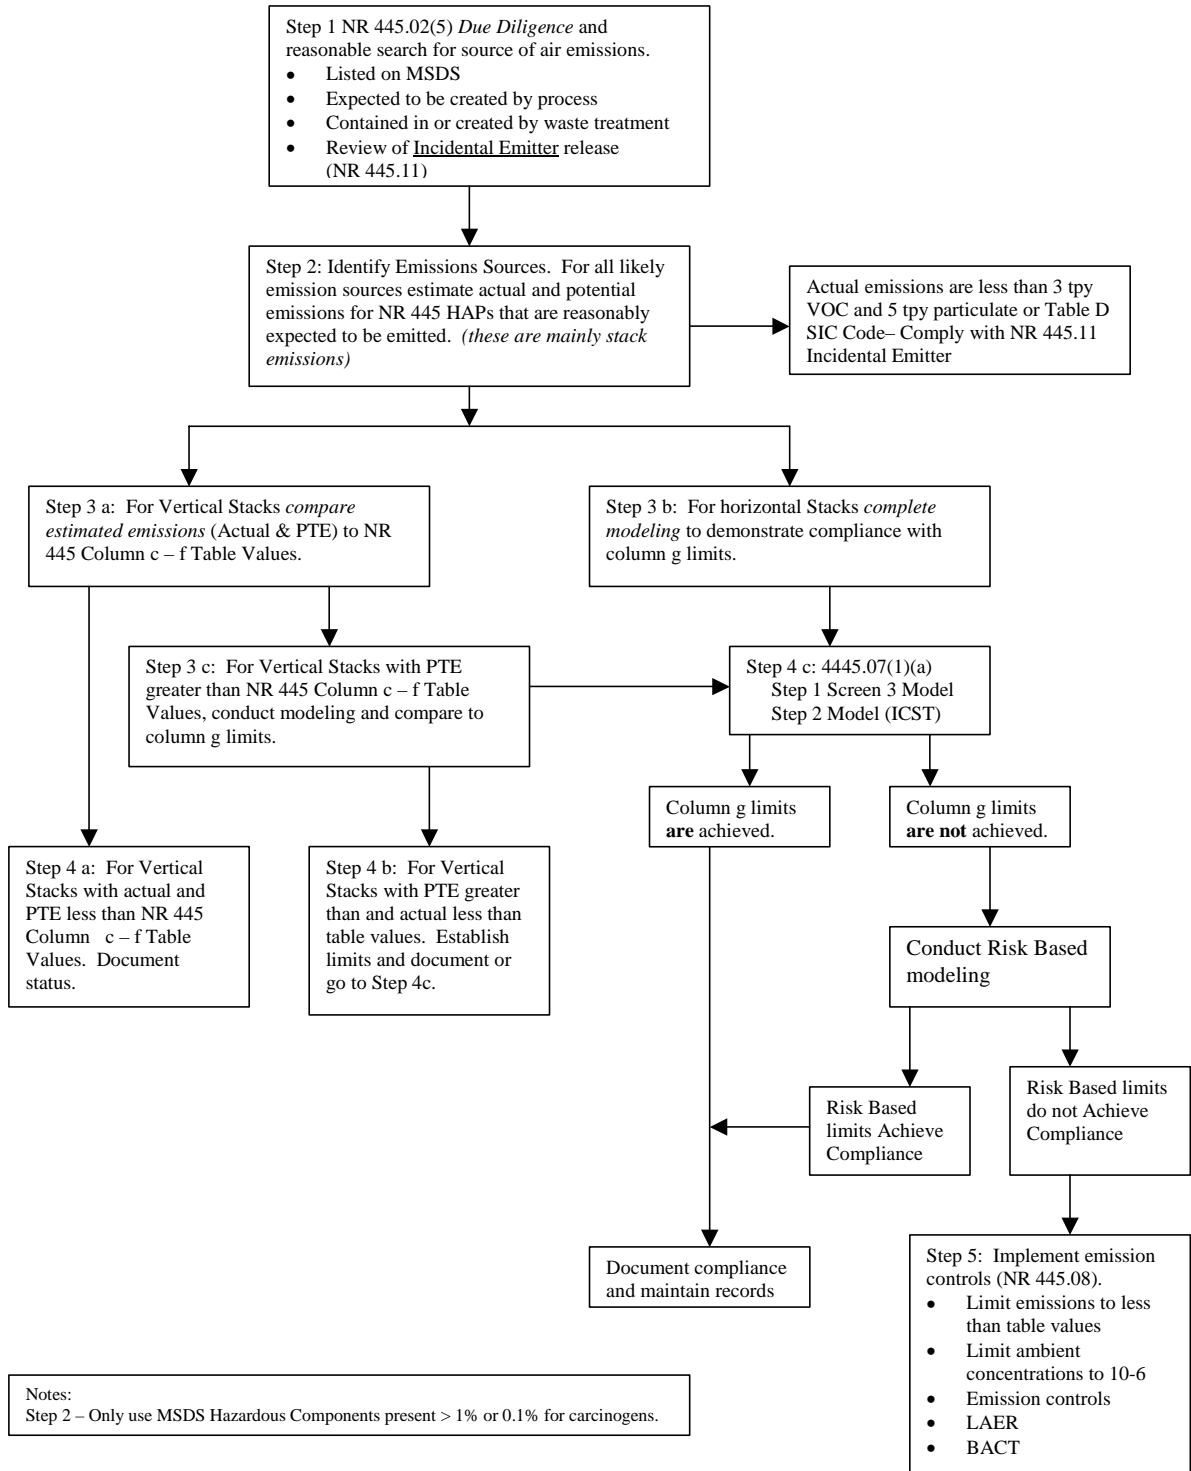 Step 1 NR 445.02(5) Due Diligence and
reasonable search for source of air emissions.
• Listed on MSDS
• Expected to be created by process
• Contained in or created by waste treatment
• Review of Incidental Emitter release
(NR 445.11)
Step 2: Identify Emissions Sources. For all likely
emission sources estimate actual and potential
emissions for NR 445 HAPs that are reasonably
expected to be emitted. (these are mainly stack
emissions)
Actual emissions are less than 3 tpy
VOC and 5 tpy particulate or Table D
SIC Code– Comply with NR 445.11
Incidental Emitter
Step 3 a: For Vertical Stacks compare
estimated emissions (Actual & PTE) to NR
445 Column c – f Table Values.
Step 3 b: For horizontal Stacks complete
modeling to demonstrate compliance with
column g limits.
Step 3 c: For Vertical Stacks with PTE
greater than NR 445 Column c – f Table
Values, conduct modeling and compare to
column g limits.
Step 4 c: 4445.07(1)(a)
Step 1 Screen 3 Model
Step 2 Model (ICST)
Column g limits
are achieved.
Column g limits
are not achieved.
Step 4 a: For Vertical
Stacks with actual and
PTE less than NR 445
Column c – f Table
Values. Document
status.
Step 4 b: For Vertical
Stacks with PTE greater
than and actual less than
table values. Establish
limits and document or
go to Step 4c.
Conduct Risk Based
modeling
Risk Based
limits Achieve
Compliance
Risk Based limits
do not Achieve
Compliance
Document compliance
and maintain records
Step 5: Implement emission
controls (NR 445.08).
• Limit emissions to less
than table values
• Limit ambient
concentrations to 10-6
• Emission controls
• LAER
• BACT
Notes:
Step 2 – Only use MSDS Hazardous Components present > 1% or 0.1% for carcinogens.